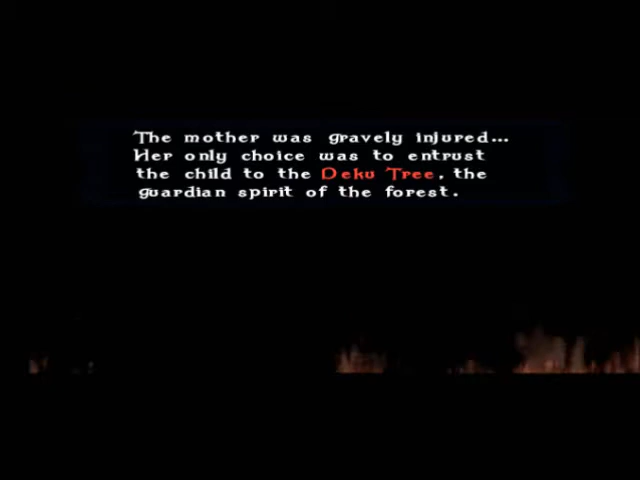 The mother was gravely injured...
Her only choice was to entrust
the child to the Deku Tree, the
guardian spirit of the forest.